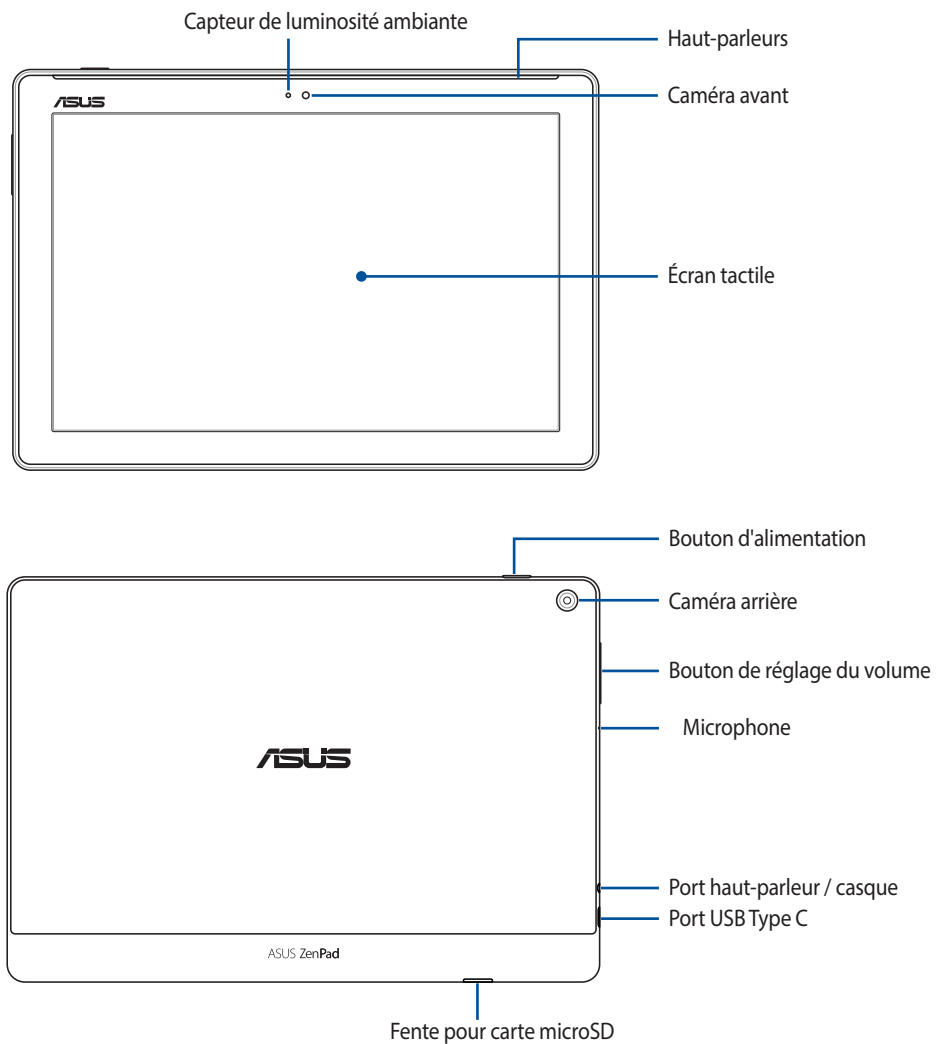 Capteur de luminosité ambiante
Haut-parleurs
Caméra avant
ASUS
Écran tactile
Bouton d'alimentation
Caméra arrière
Bouton de réglage du volume
Microphone
ASUS
Port haut-parleur / casque
Port USB Type C
ASUS ZenPad
Fente pour carte microSD